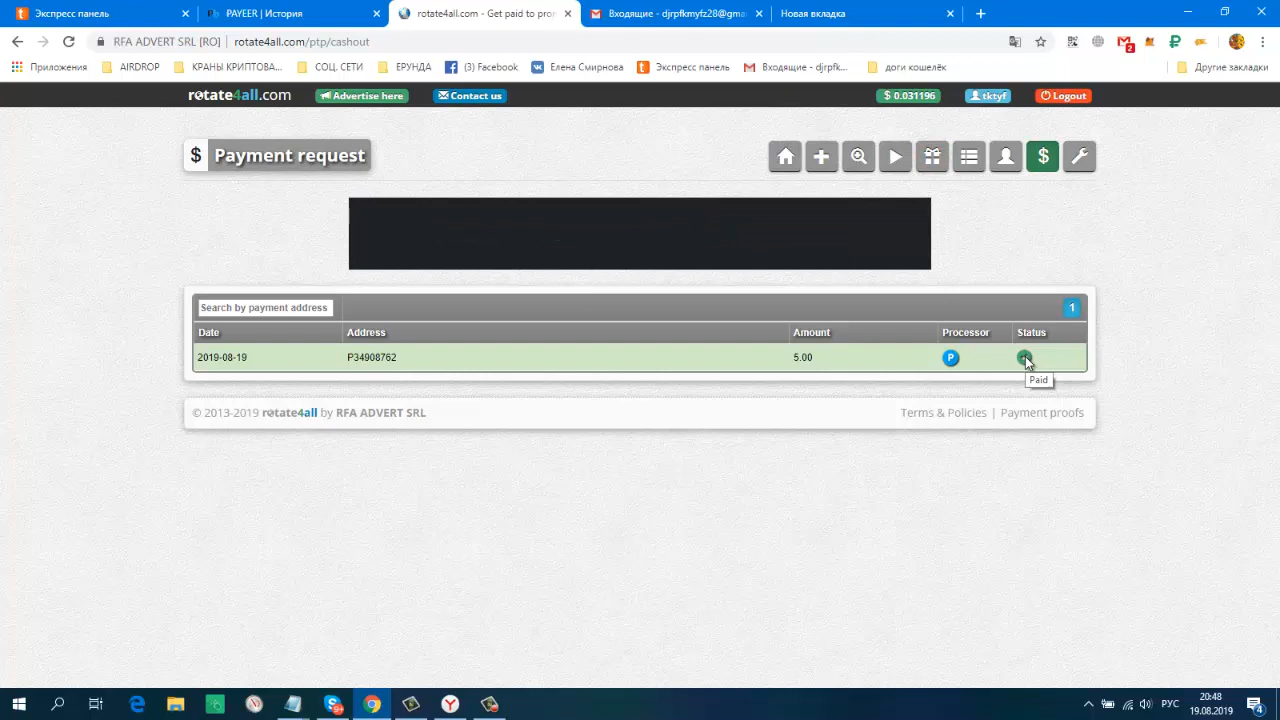 Экспресс панель
PAYEER | История
rotate4all.com - Get paid to pron
Входящие - djrpfkmyfz28@gma
Новая вкладка
RFA ADVERT SRL [RO] | rotate4all.com/ptp/cashout
2
Приложения
AIRDROP
КРАНЫ КРИПТОВА...
СОЦ. СЕТИ
ЕРУНДА
(3) Facebook
Елена Смирнова
Экспресс панель
Входящие - djrpfk...
доги кошелёк
Другие закладки
rotate4all.com
Advertise here
Contact us
$ 0.031196
tktyf
Logout
$ Payment request
$
Search by payment address
1
Date Address Amount Processor Status
2019-08-19 P34908762 5.00 P
Paid
© 2013-2019 rotate4all by RFA ADVERT SRL
Terms & Policies | Payment proofs
РУС
20:48
19.08.2019
4